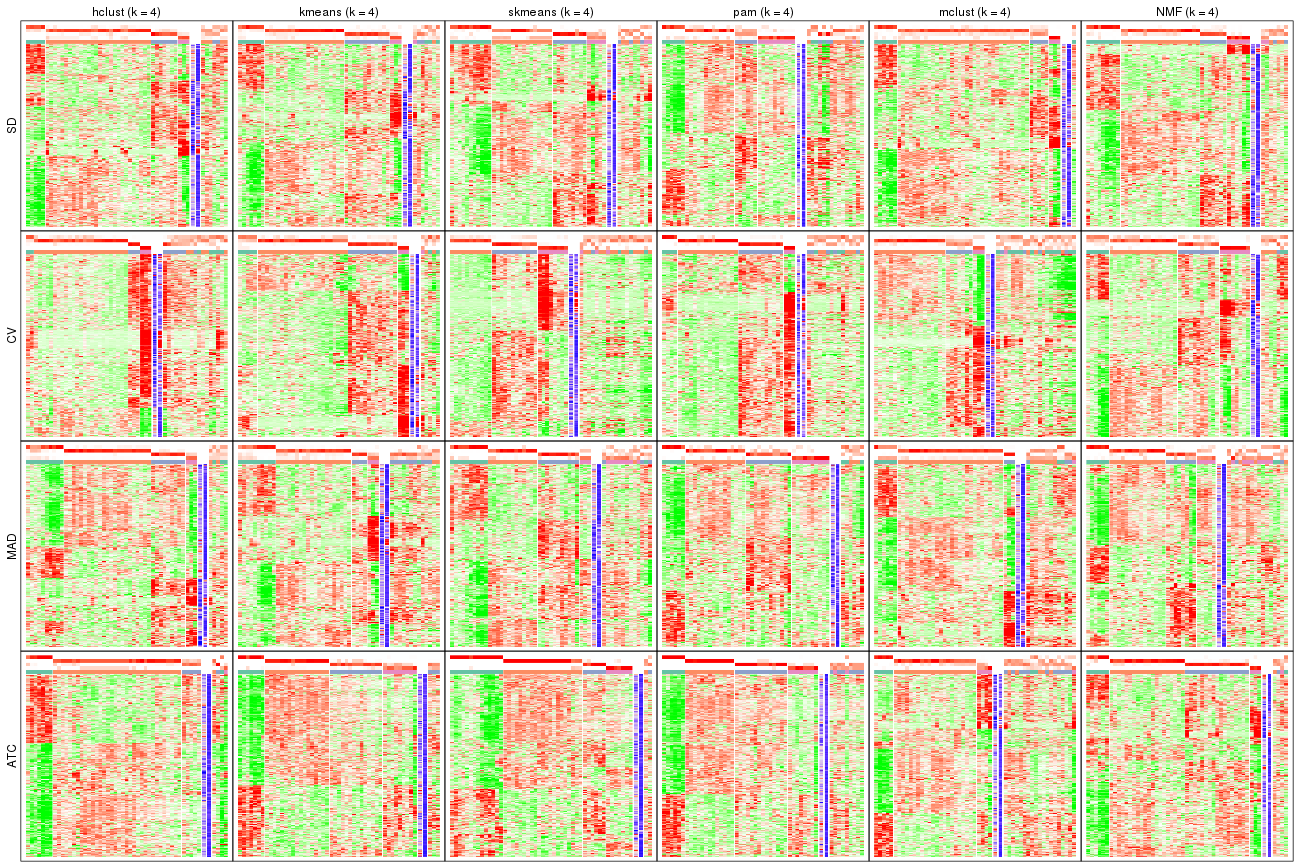 hclust (k = 4) kmeans (k = 4) skmeans (k = 4) pam (k = 4) mclust (k = 4) NMF (k = 4)
SD
CV
MAD
ATC